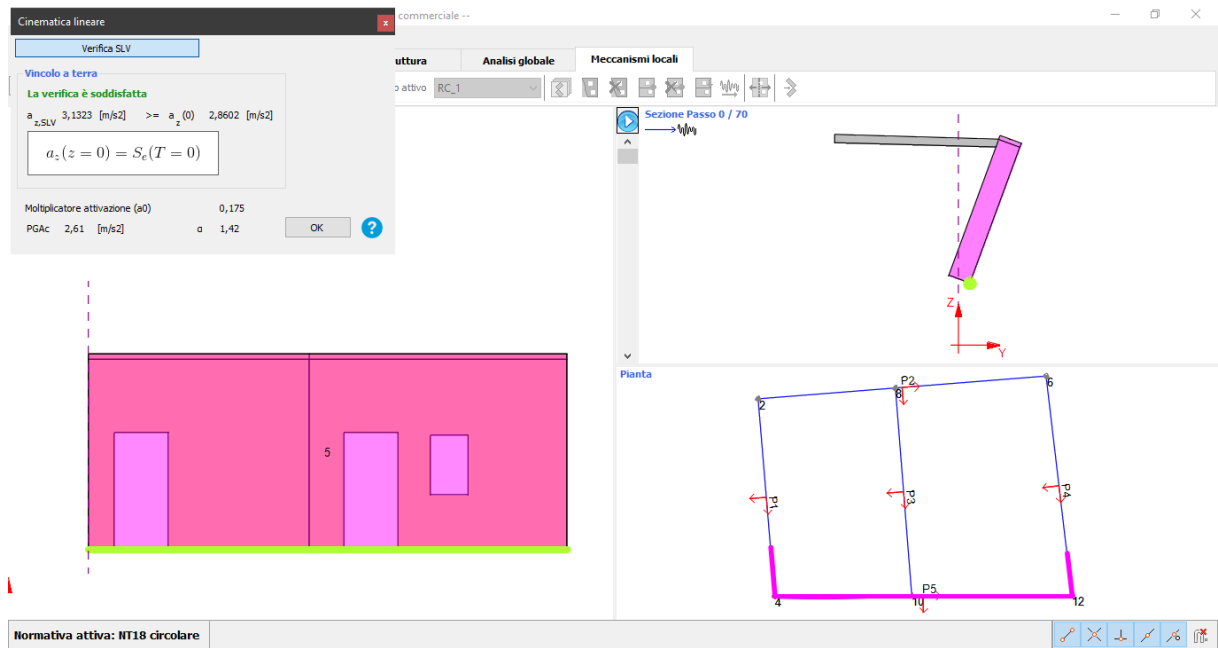 Cinematica lineare
x
commerciale --
Verifica SLV
uttura
Analisi globale
Meccanismi locali
o attivo RC_1
Vincolo a terra
La verifica è soddisfatta
a z,SLV 3,1323 [m/s2] >= a z (0) 2,8602 [m/s2]
a_z(z = 0) = S_e(T = 0)
Moltiplicatore attivazione (a0) 0,175
PGAc 2,61 [m/s2] α 1,42
OK
?
Sezione Passo 0 / 70
Z
Y
5
Pianta
2
8
P2
6
P1
P3
P4
4
10
P5
12
Normativa attiva: NT18 circolare